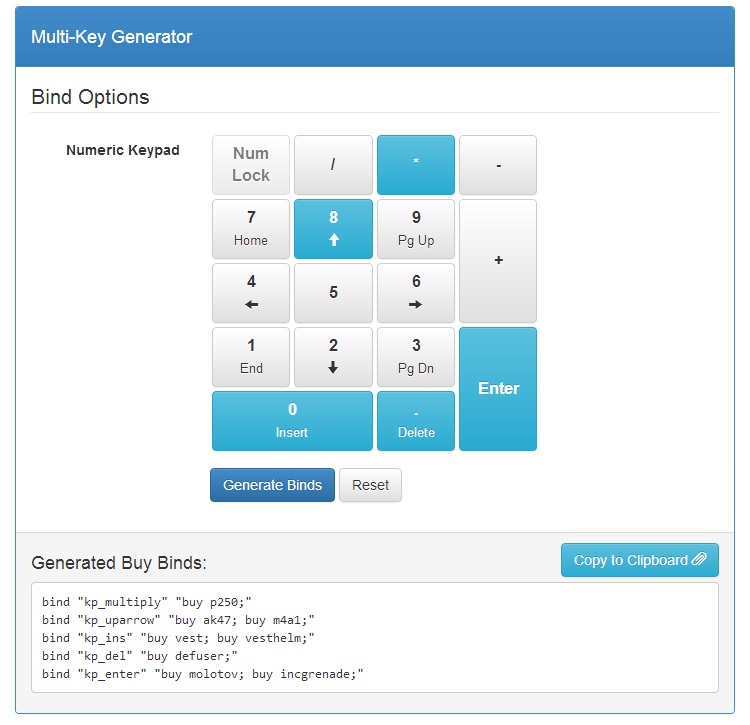 Multi-Key Generator
Bind Options
Numeric Keypad
Num
Lock
/
*
-
7
Home
8
9
Pg Up
+
4
5
6
1
End
2
3
Pg Dn
Enter
0
Insert
.
Delete
Generate Binds
Reset
Generated Buy Binds:
Copy to Clipboard
bind "kp_multiply" "buy p250;"
bind "kp_uparrow" "buy ak47; buy m4a1;"
bind "kp_ins" "buy vest; buy vesthelm;"
bind "kp_del" "buy defuser;"
bind "kp_enter" "buy molotov; buy incgrenade;"